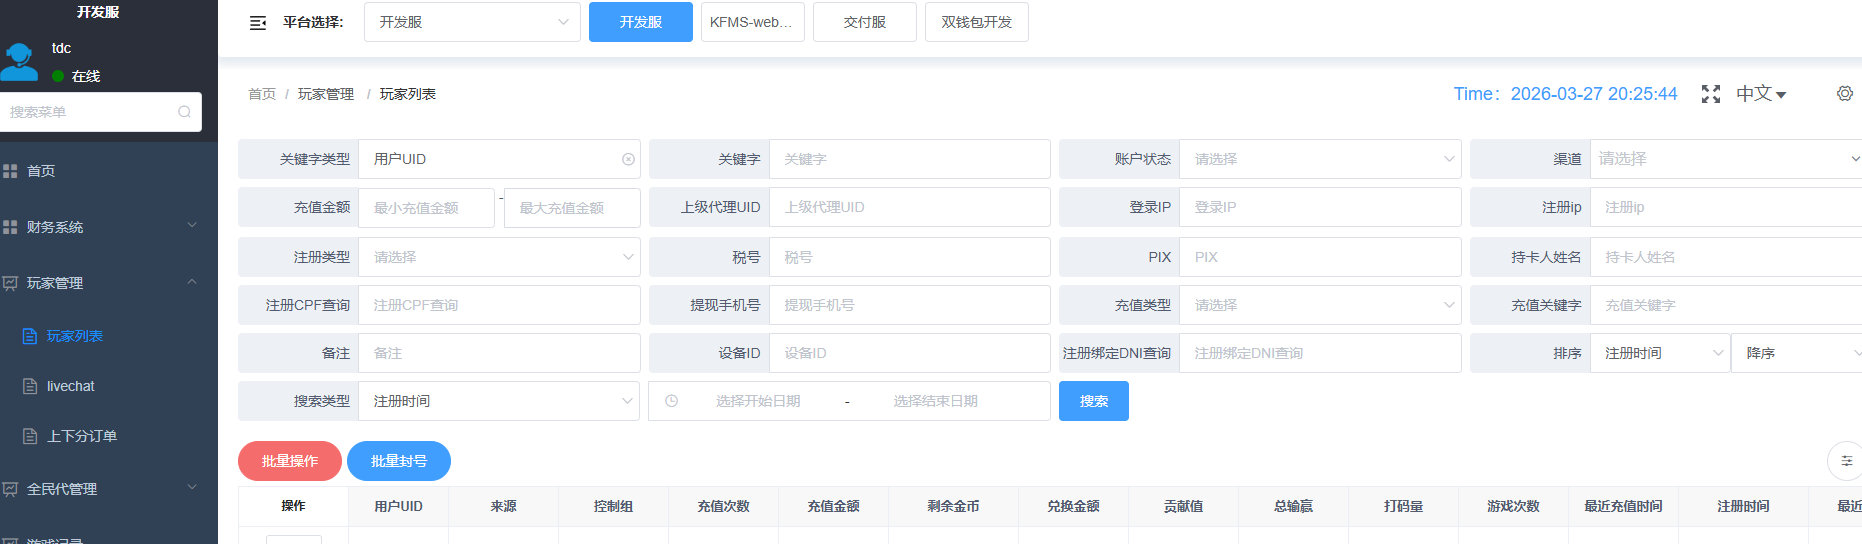 开发服
tdc
在线
搜索菜单
首页
财务系统
玩家管理
玩家列表
livechat
上下分订单
全民代管理
游戏记录
平台选择: 开发服 开发服 KFMS-web... 交付服 双钱包开发
首页 / 玩家管理 / 玩家列表
Time：2026-03-27 20:25:44 中文
关键字类型 用户UID 关键字 关键字 账户状态 请选择 渠道 请选择
充值金额 最小充值金额 - 最大充值金额 上级代理UID 上级代理UID 登录IP 登录IP 注册ip 注册ip
注册类型 请选择 税号 税号 PIX PIX 持卡人姓名 持卡人姓名
注册CPF查询 注册CPF查询 提现手机号 提现手机号 充值类型 请选择 充值关键字 充值关键字
备注 备注 设备ID 设备ID 注册绑定DNI查询 注册绑定DNI查询 排序 注册时间 降序
搜索类型 注册时间 选择开始日期 - 选择结束日期 搜索
批量操作 批量封号
操作 用户UID 来源 控制组 充值次数 充值金额 剩余金币 兑换金额 贡献值 总输赢 打码量 游戏次数 最近充值时间 注册时间 最近